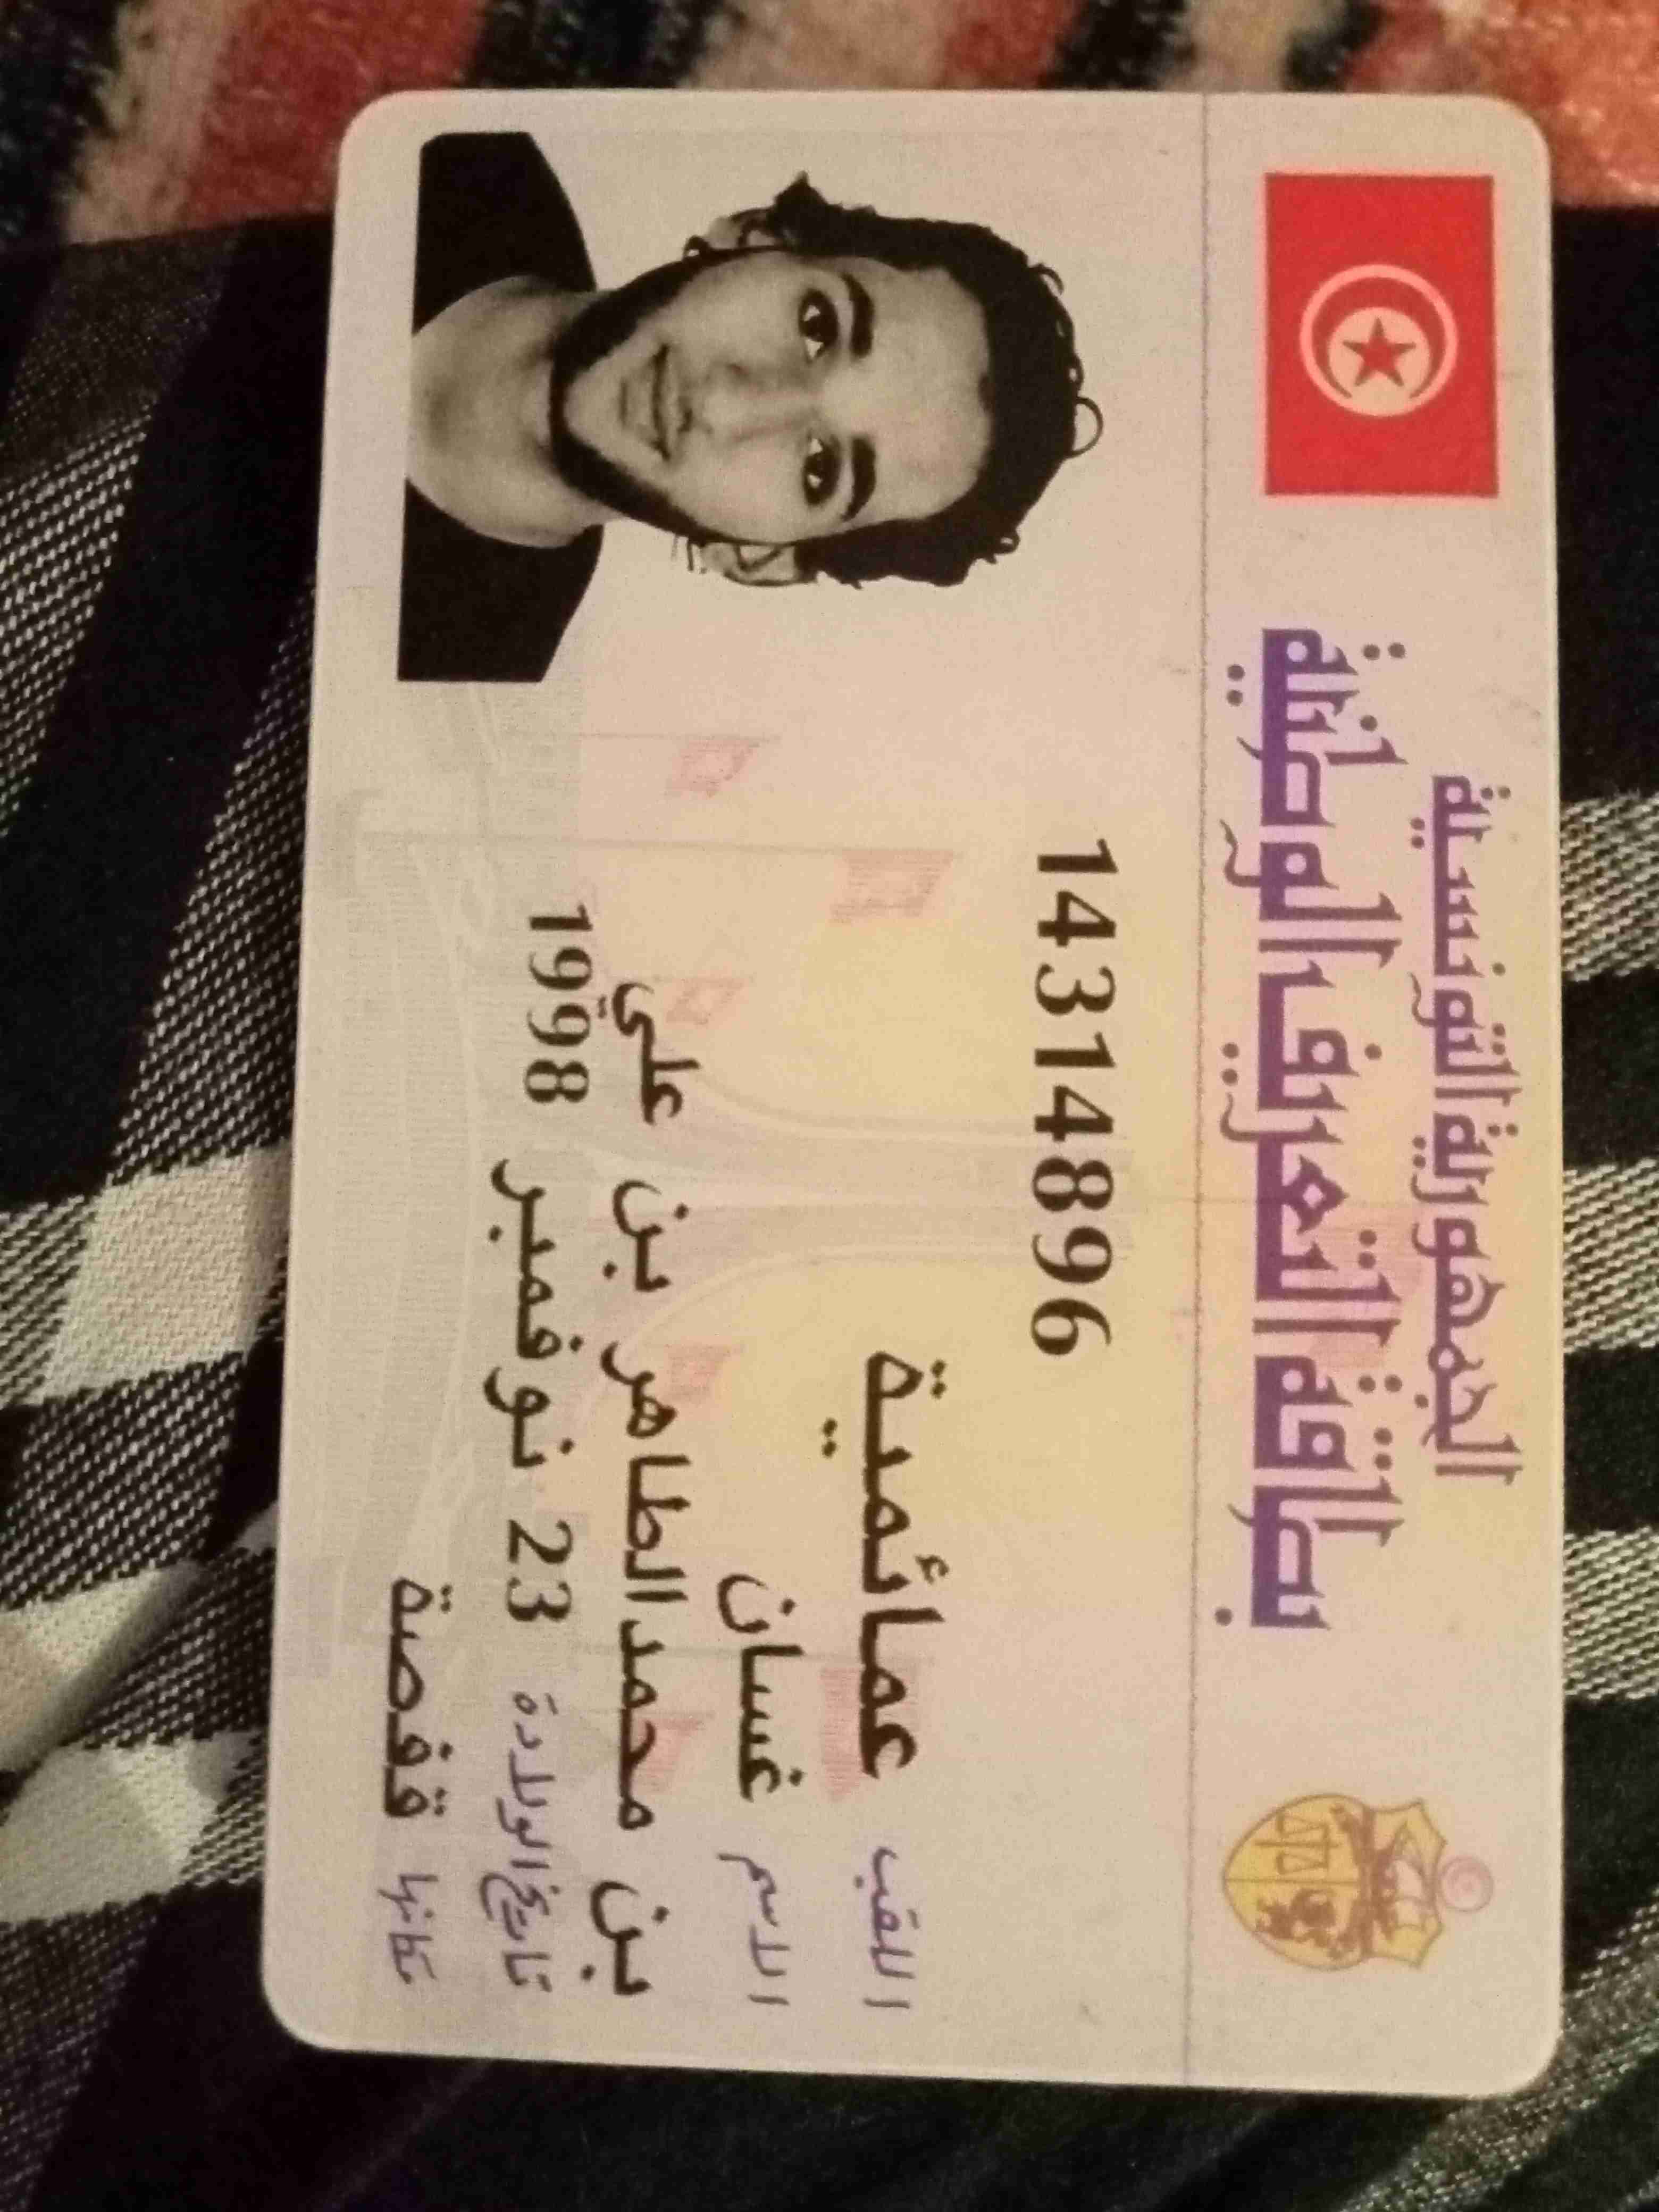 الجمهورية التونسية
بطاقة التعريف الوطنية
14314896
اللقب عمائمية
الاسم غسان
بن محمد الطاهر بن علي
تاريخ الولادة 23 نوفمبر 1998
مكانها قفصة